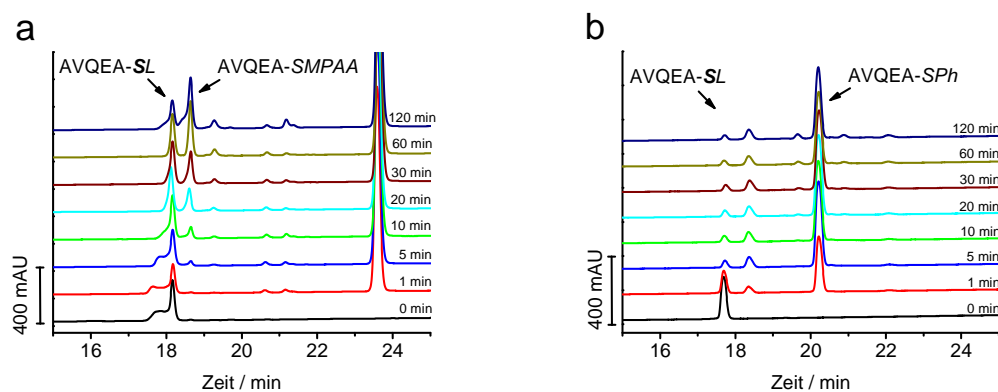 a
AVQEA-SL
AVQEA-SMPAA
120 min
60 min
30 min
20 min
10 min
5 min
1 min
0 min
400 mAU
16 18 20 22 24
Zeit / min
b
AVQEA-SL
AVQEA-SPh
120 min
60 min
30 min
20 min
10 min
5 min
1 min
0 min
400 mAU
16 18 20 22 24
Zeit / min